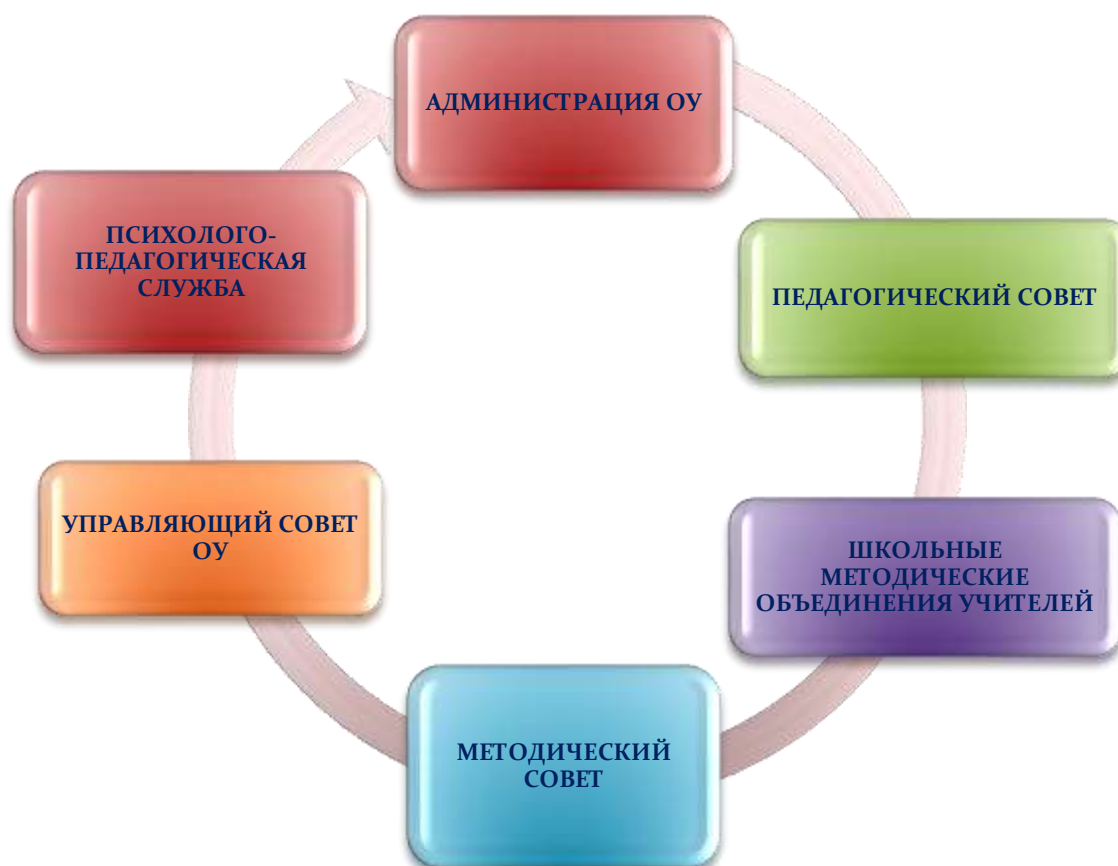 АДМИНИСТРАЦИЯ ОУ
ПЕДАГОГИЧЕСКИЙ СОВЕТ
ШКОЛЬНЫЕ
МЕТОДИЧЕСКИЕ
ОБЪЕДИНЕНИЯ УЧИТЕЛЕЙ
МЕТОДИЧЕСКИЙ
СОВЕТ
УПРАВЛЯЮЩИЙ СОВЕТ
ОУ
ПСИХОЛОГО-
ПЕДАГОГИЧЕСКАЯ
СЛУЖБА